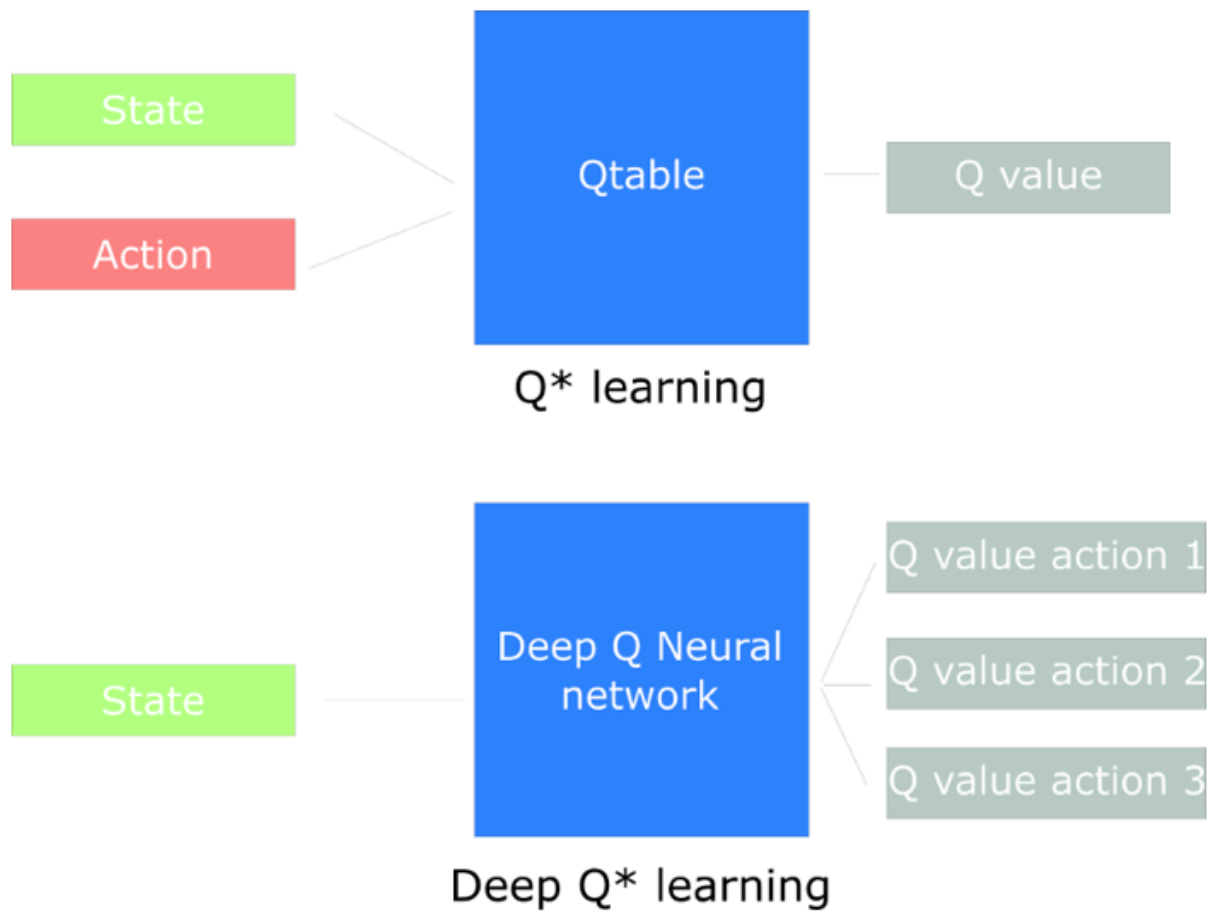 State
Action
Qtable
Q value
Q* learning
State
Deep Q Neural
network
Q value action 1
Q value action 2
Q value action 3
Deep Q* learning